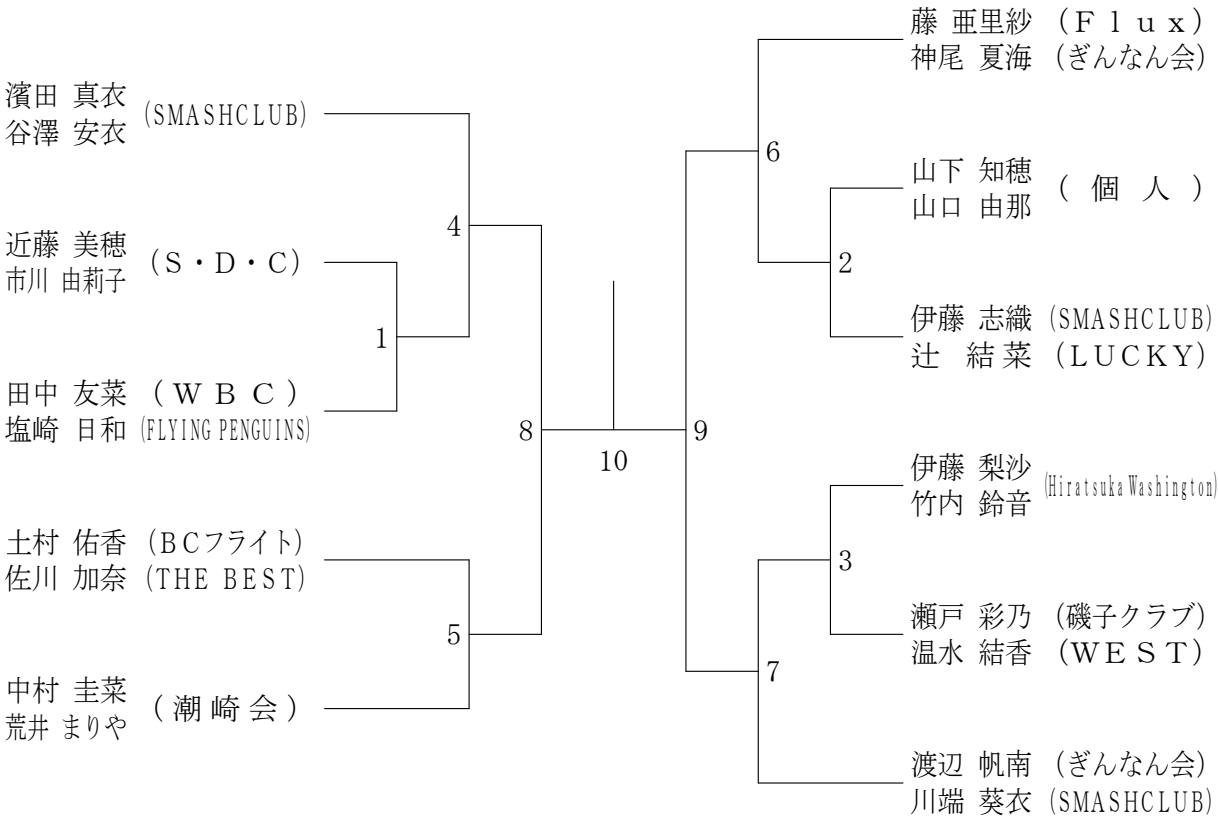 濱田 真衣 (SMASHCLUB)
谷澤 安衣
近藤 美穂 (S・D・C)
市川 由莉子
田中 友菜 (WBC)
塩崎 日和 (FLYING PENGUINS)
土村 佑香 (BCフライト)
佐川 加奈 (THE BEST)
中村 圭菜 (潮崎会)
荒井 まりや
4
1
8
5
10
藤 亜里紗 (Flux)
神尾 夏海 (ぎんなん会)
山下 知穂 (個人)
山口 由那
伊藤 志織 (SMASHCLUB)
辻 結菜 (LUCKY)
伊藤 梨沙 (Hiratsuka Washington)
竹内 鈴音
瀬戸 彩乃 (磯子クラブ)
温水 結香 (WEST)
渡辺 帆南 (ぎんなん会)
川端 葵衣 (SMASHCLUB)
6
2
9
3
7